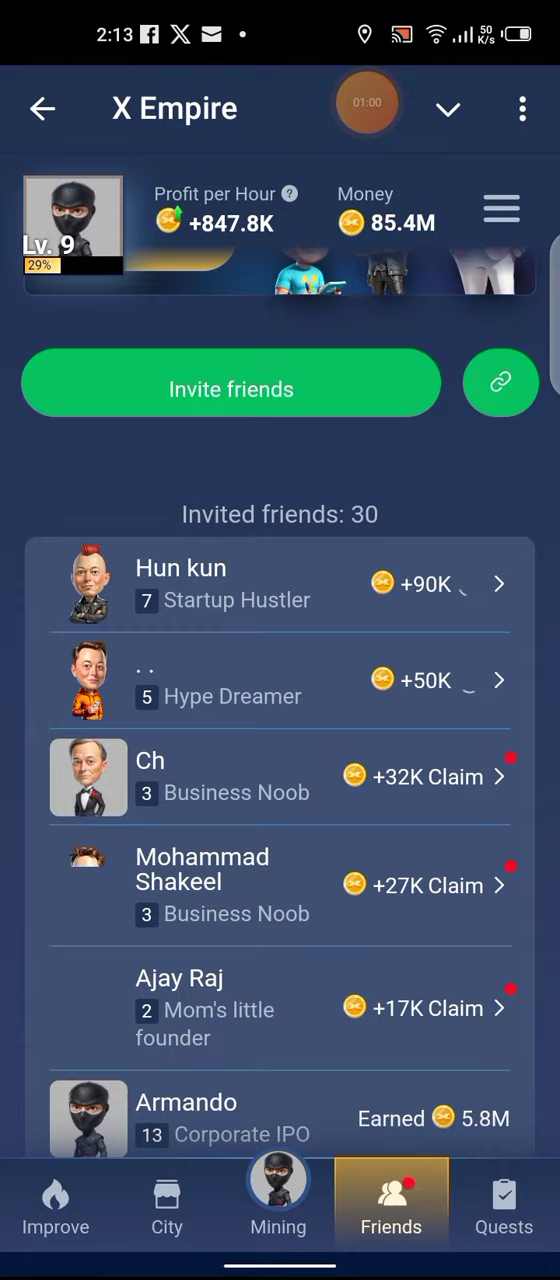 2:13
50 K/s
X Empire
01:00
Profit per Hour ?
Money
+847.8K
85.4M
Lv. 9
29%
Invite friends
Invited friends: 30
Hun kun
7 Startup Hustler
+90K
. .
5 Hype Dreamer
+50K
Ch
3 Business Noob
+32K Claim
Mohammad
Shakeel
3 Business Noob
+27K Claim
Ajay Raj
2 Mom's little
founder
+17K Claim
Armando
13 Corporate IPO
Earned 5.8M
Improve
City
Mining
Friends
Quests